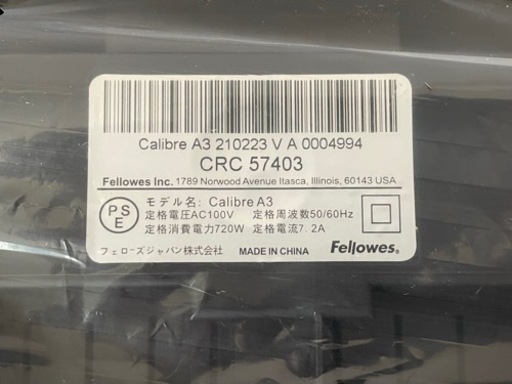 Calibre A3 210223 V A 0004994
CRC 57403
Fellowes Inc. 1789 Norwood Avenue Itasca, Illinois, 60143 USA
PS
E
モデル名: Calibre A3
定格電圧AC100V 定格周波数50/60Hz
定格消費電力720W 定格電流7.2A
フェローズジャパン株式会社 MADE IN CHINA Fellowes®